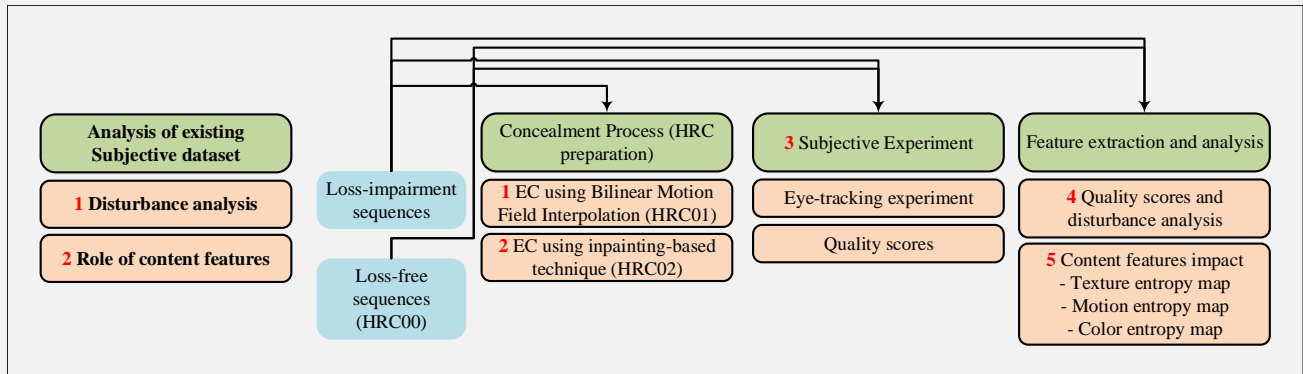 Analysis of existing
Subjective dataset
1 Disturbance analysis
2 Role of content features
Loss-impairment
sequences
Loss-free
sequences
(HRC00)
Concealment Process (HRC
preparation)
1 EC using Bilinear Motion
Field Interpolation (HRC01)
2 EC using inpainting-based
technique (HRC02)
3 Subjective Experiment
Eye-tracking experiment
Quality scores
Feature extraction and analysis
4 Quality scores and
disturbance analysis
5 Content features impact
- Texture entropy map
- Motion entropy map
- Color entropy map